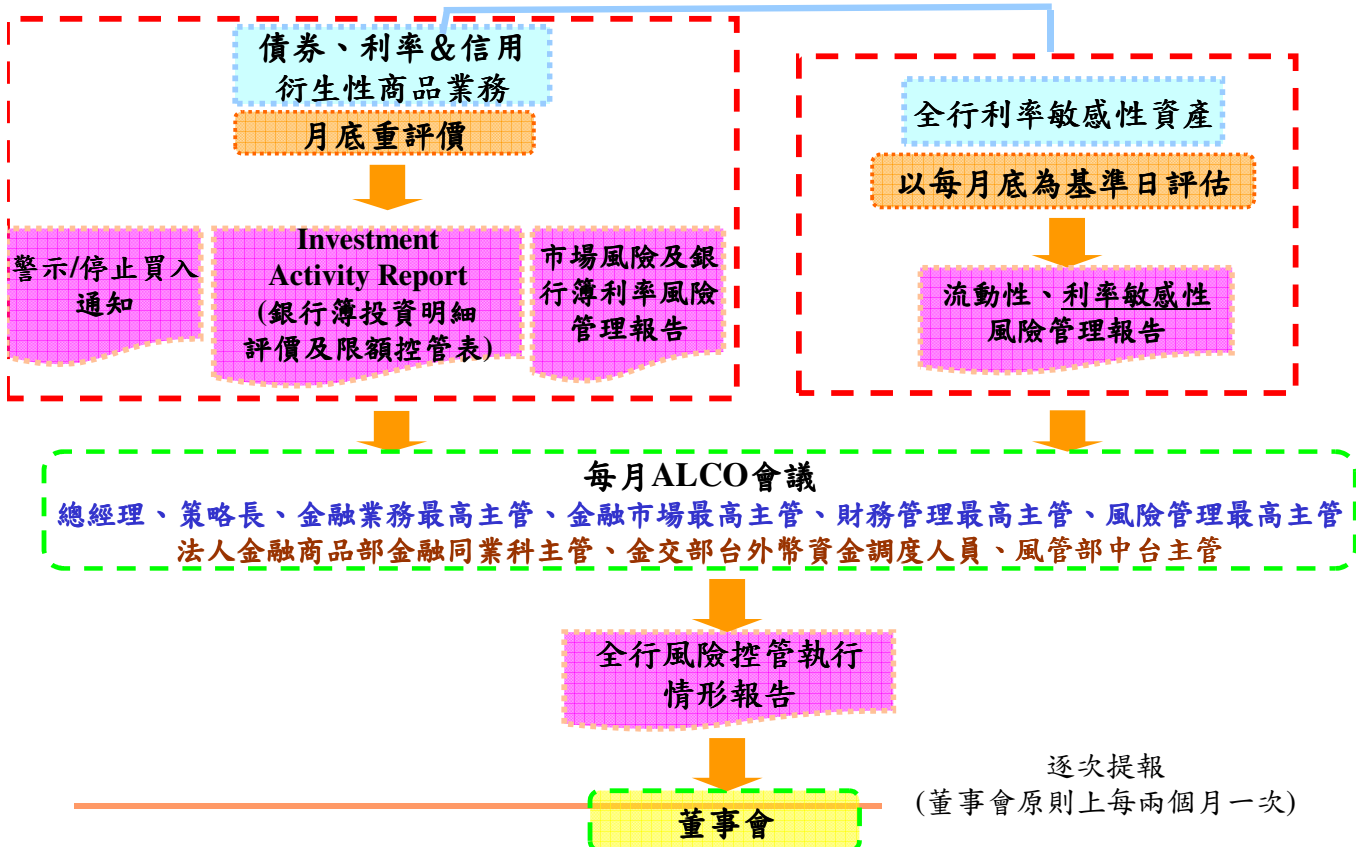 債券、利率＆信用
衍生性商品業務
月底重評價
警示/停止買入
通知
Investment
Activity Report
(銀行簿投資明細
評價及限額控管表)
市場風險及銀
行簿利率風險
管理報告
全行利率敏感性資產
以每月底為基準日評估
流動性、利率敏感性
風險管理報告
每月ALCO會議
總經理、策略長、金融業務最高主管、金融市場最高主管、財務管理最高主管、風險管理最高主管
法人金融商品部金融同業科主管、金交部台外幣資金調度人員、風管部中台主管
全行風險控管執行
情形報告
逐次提報
(董事會原則上每兩個月一次)
董事會